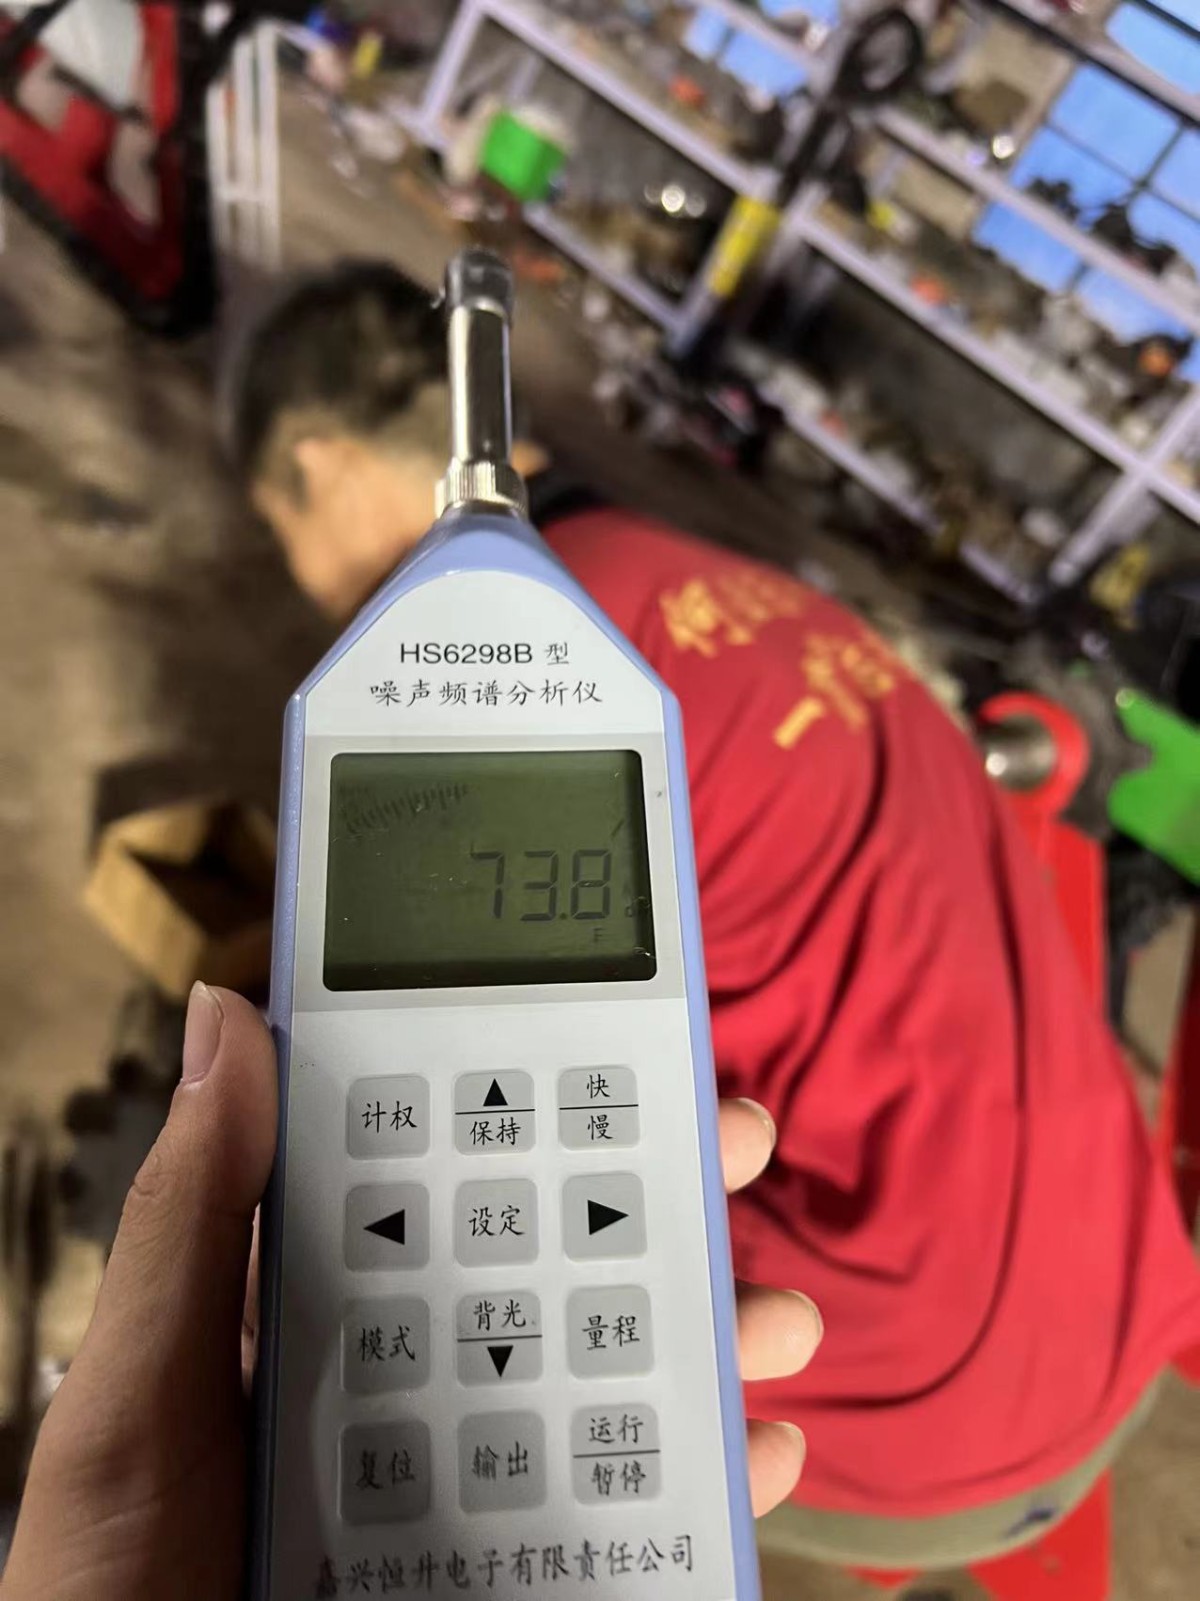 HS6298B 型
噪声频谱分析仪
73.8
F
计权
▲
保持
快
慢
◀
设定
▶
模式
背光
▼
量程
复位
输出
运行
暂停
嘉兴恒升电子有限责任公司